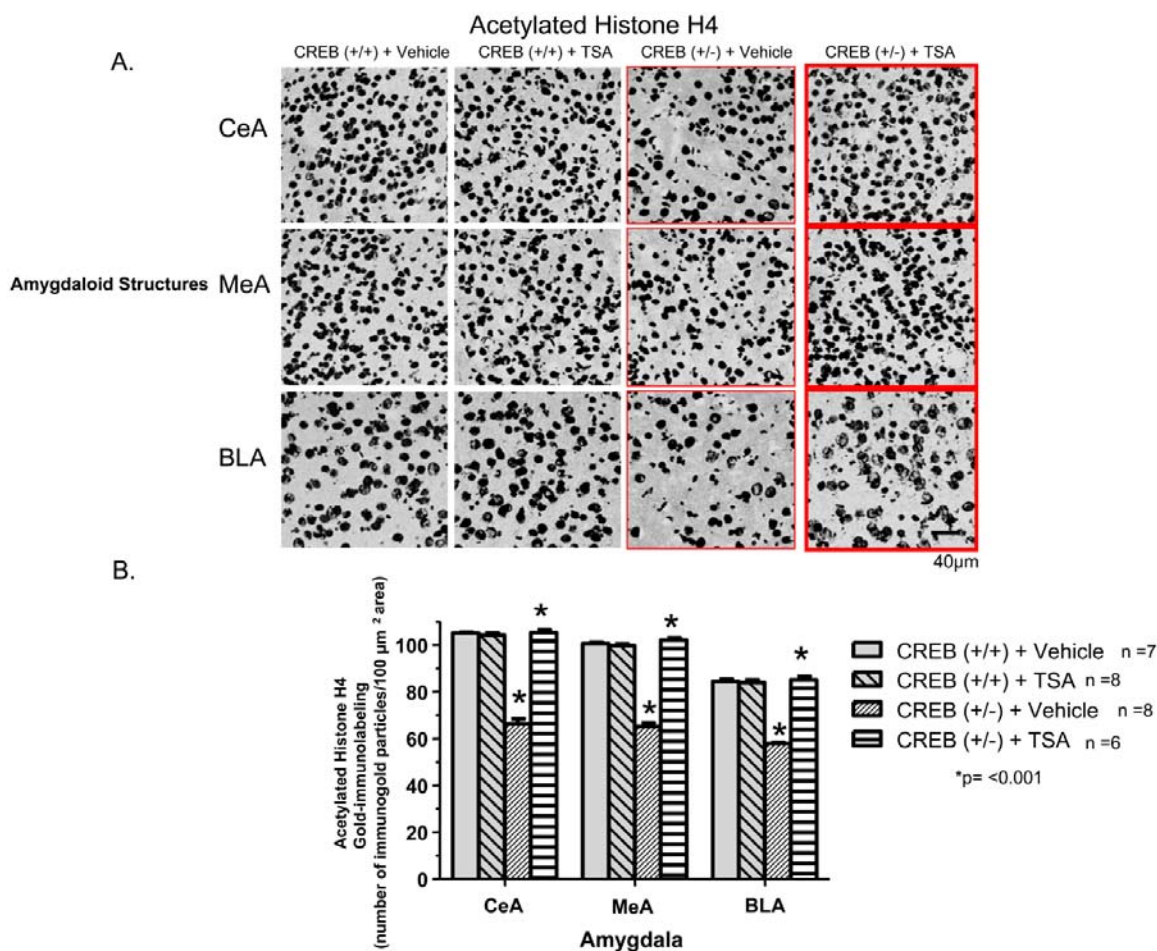 Acetylated Histone H4
A.
CREB (+/+) + Vehicle
CREB (+/+) + TSA
CREB (+/-) + Vehicle
CREB (+/-) + TSA
CeA
Amygdaloid Structures
MeA
BLA
40µm
B.
Acetylated Histone H4
Gold-immunolabeling
(number of immunogold particles/100 µm ² area)
100
80
60
40
20
0
*
*
*
*
*
*
CeA
MeA
BLA
Amygdala
CREB (+/+) + Vehicle n =7
CREB (+/+) + TSA n =8
CREB (+/-) + Vehicle n =8
CREB (+/-) + TSA n =6
*p= <0.001